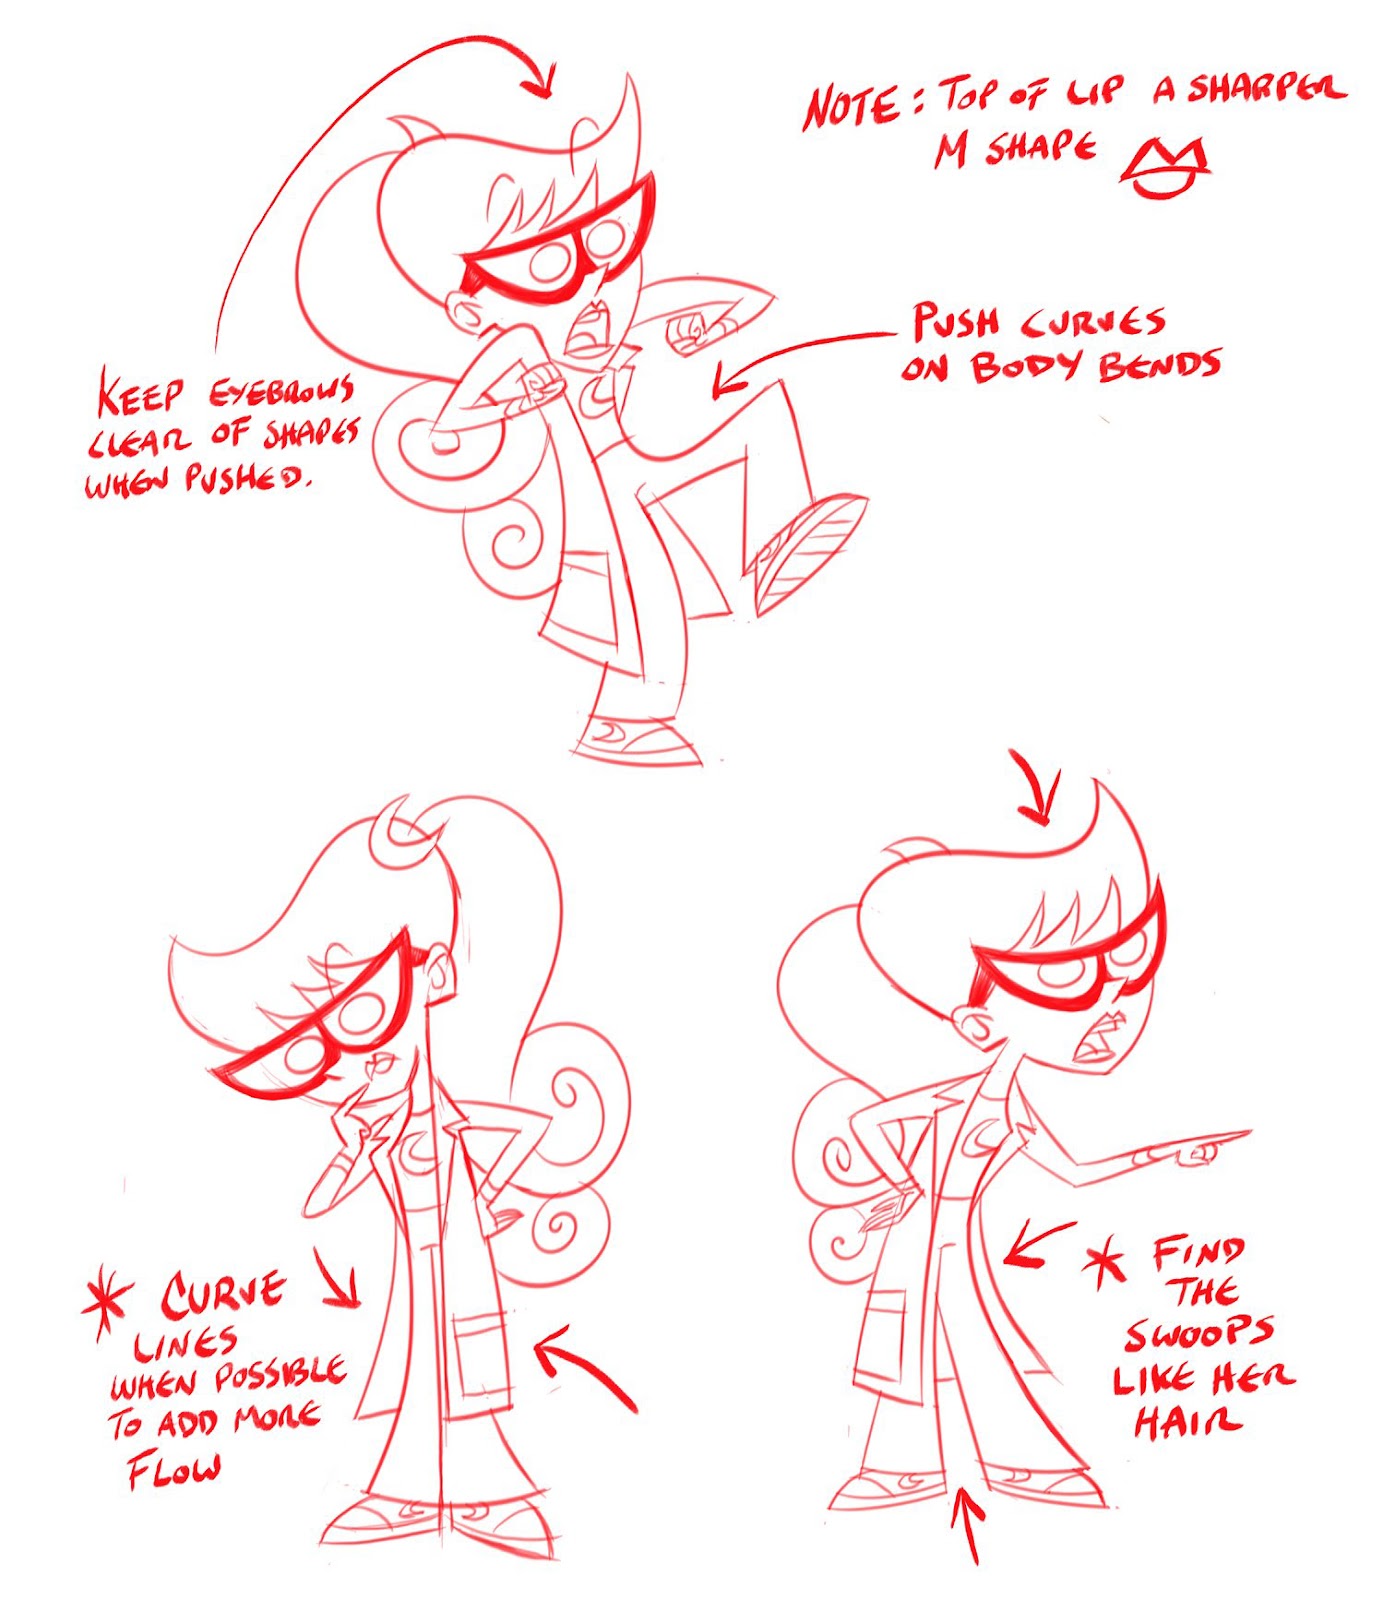 NOTE: TOP OF LIP A SHARPER
M SHAPE
PUSH CURVES
ON BODY BENDS
KEEP EYEBROWS
CLEAR OF SHAPES
WHEN PUSHED.
* CURVE
LINES
WHEN POSSIBLE
TO ADD MORE
FLOW
* FIND
THE
SWOOPS
LIKE HER
HAIR